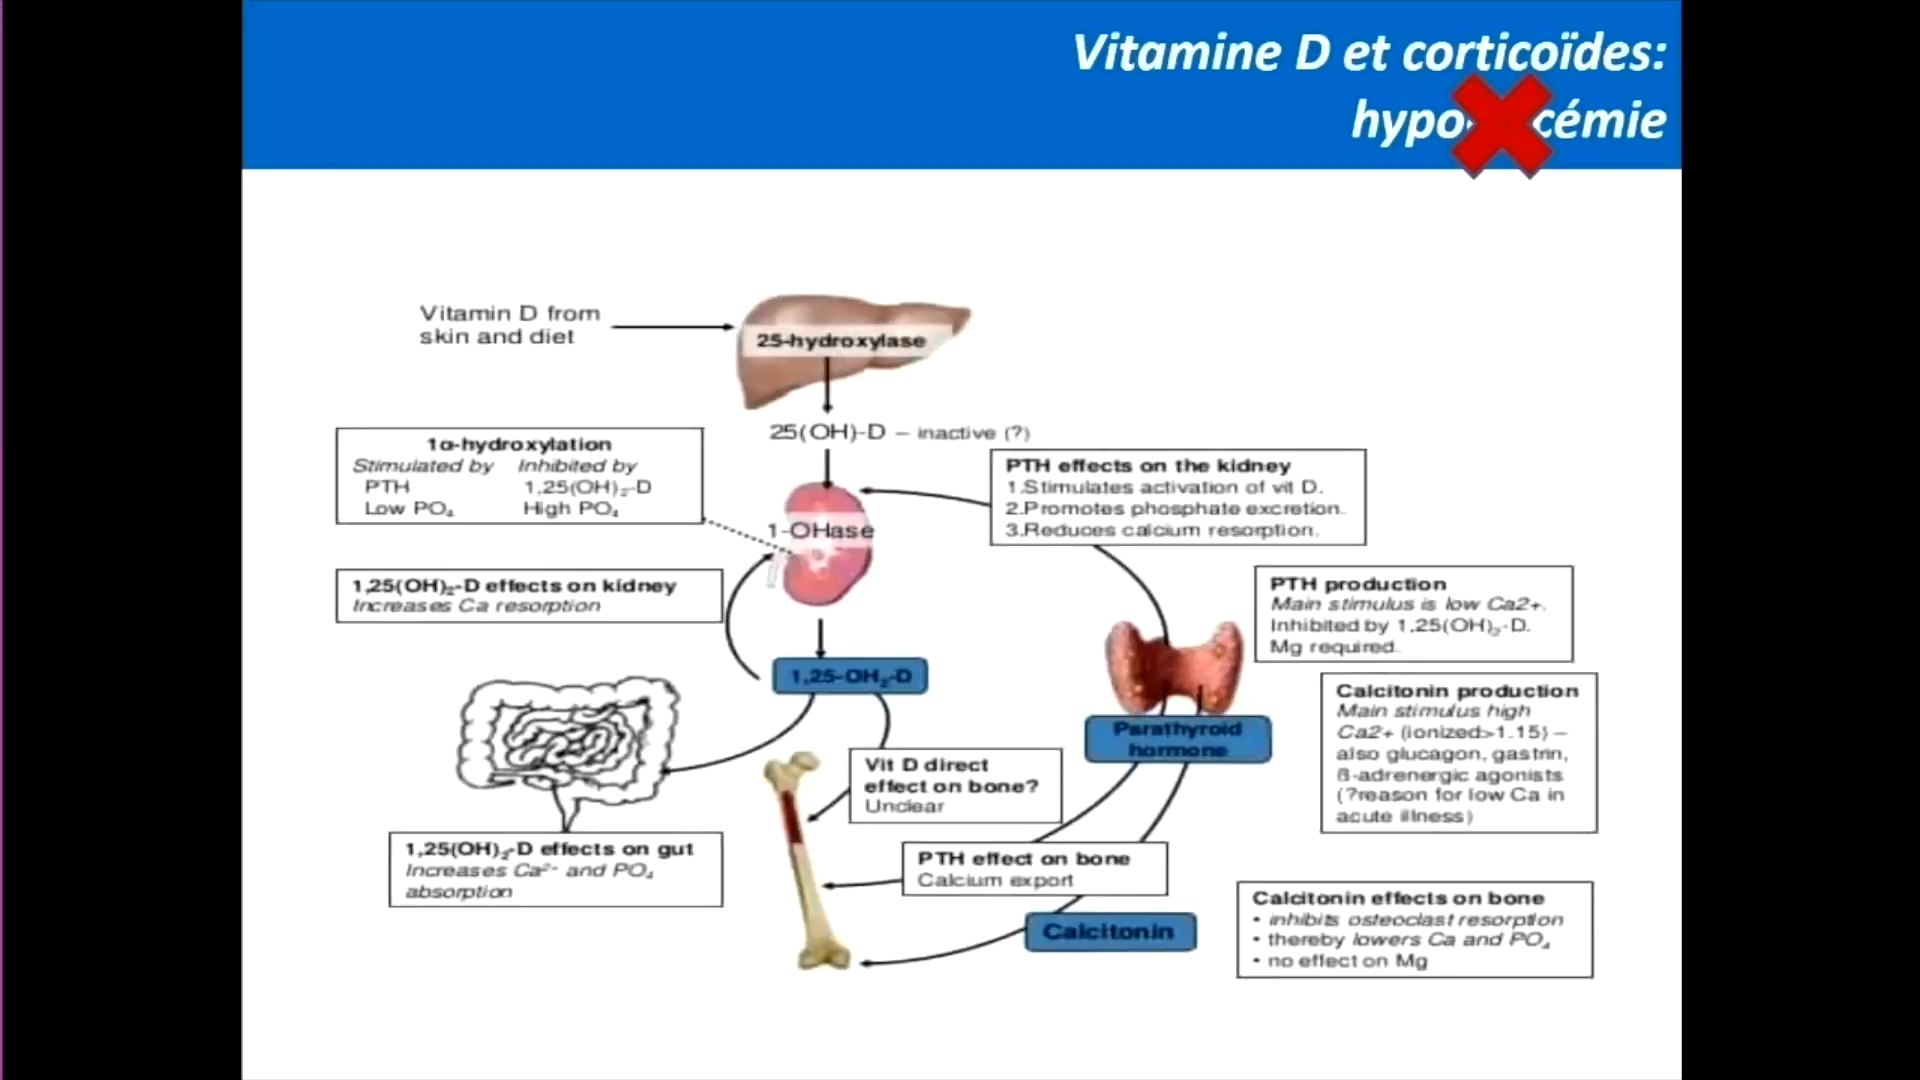 Vitamine D et corticoïdes:
hypo cémie
Vitamin D from
skin and diet
25-hydroxylase
25(OH)-D – inactive (?)
1α-hydroxylation
Stimulated by Inhibited by
PTH 1,25(OH)₂-D
Low PO₄ High PO₄
PTH effects on the kidney
1.Stimulates activation of vit D.
2.Promotes phosphate excretion.
3.Reduces calcium resorption.
1-OHase
1,25(OH)₂-D effects on kidney
Increases Ca resorption
PTH production
Main stimulus is low Ca2+.
Inhibited by 1,25(OH)₂-D.
Mg required.
1,25-OH₂-D
Calcitonin production
Main stimulus high
Ca2+ (ionized>1.15) –
also glucagon, gastrin,
ß-adrenergic agonists
(?reason for low Ca in
acute illness)
Parathyroid
hormone
Vit D direct
effect on bone?
Unclear
1,25(OH)₂-D effects on gut
Increases Ca²⁺ and PO₄
absorption
PTH effect on bone
Calcium export
Calcitonin
Calcitonin effects on bone
• inhibits osteoclast resorption
• thereby lowers Ca and PO₄
• no effect on Mg